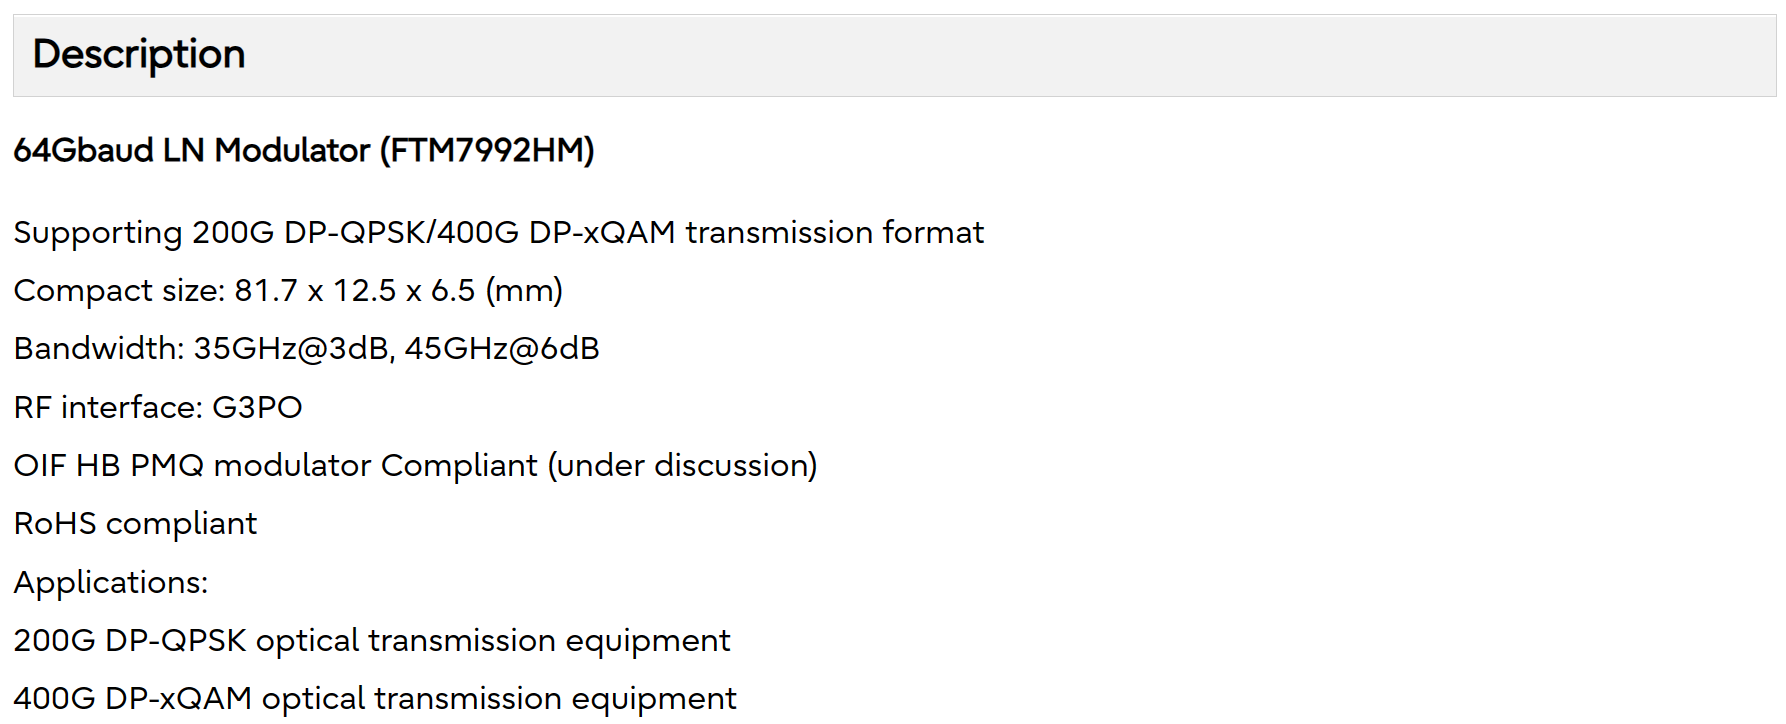 Description
64Gbaud LN Modulator (FTM7992HM)
Supporting 200G DP-QPSK/400G DP-xQAM transmission format
Compact size: 81.7 x 12.5 x 6.5 (mm)
Bandwidth: 35GHz@3dB, 45GHz@6dB
RF interface: G3PO
OIF HB PMQ modulator Compliant (under discussion)
RoHS compliant
Applications:
200G DP-QPSK optical transmission equipment
400G DP-xQAM optical transmission equipment